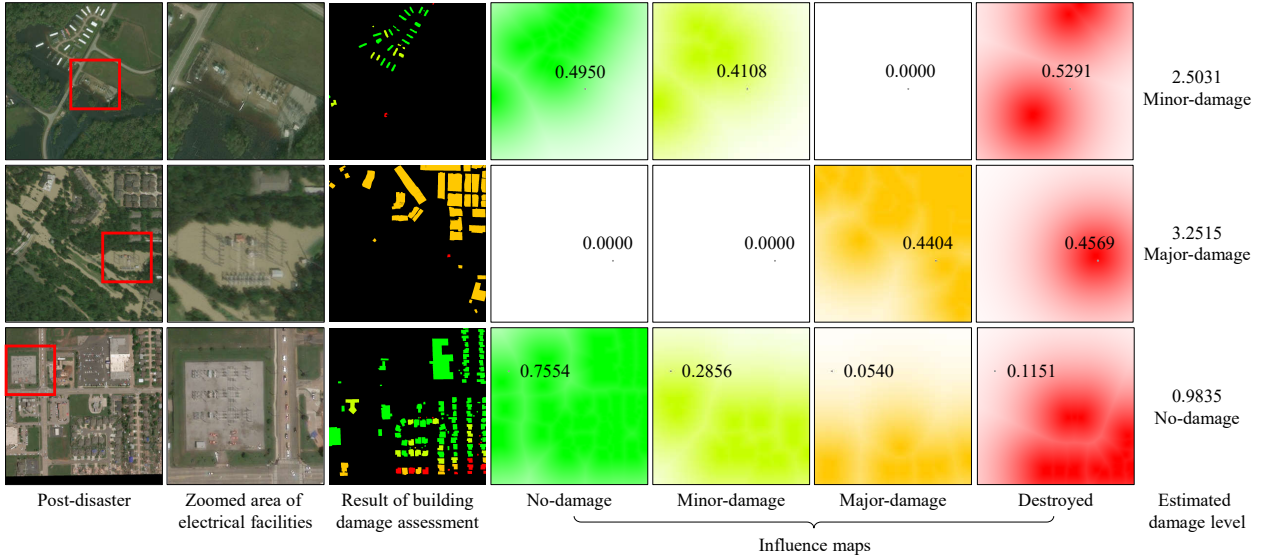 0.4950
0.4108
0.0000
0.5291
2.5031
Minor-damage
0.0000
0.0000
0.4404
0.4569
3.2515
Major-damage
0.7554
0.2856
0.0540
0.1151
0.9835
No-damage
Post-disaster
Zoomed area of
electrical facilities
Result of building
damage assessment
No-damage
Minor-damage
Major-damage
Destroyed
Estimated
damage level
Influence maps